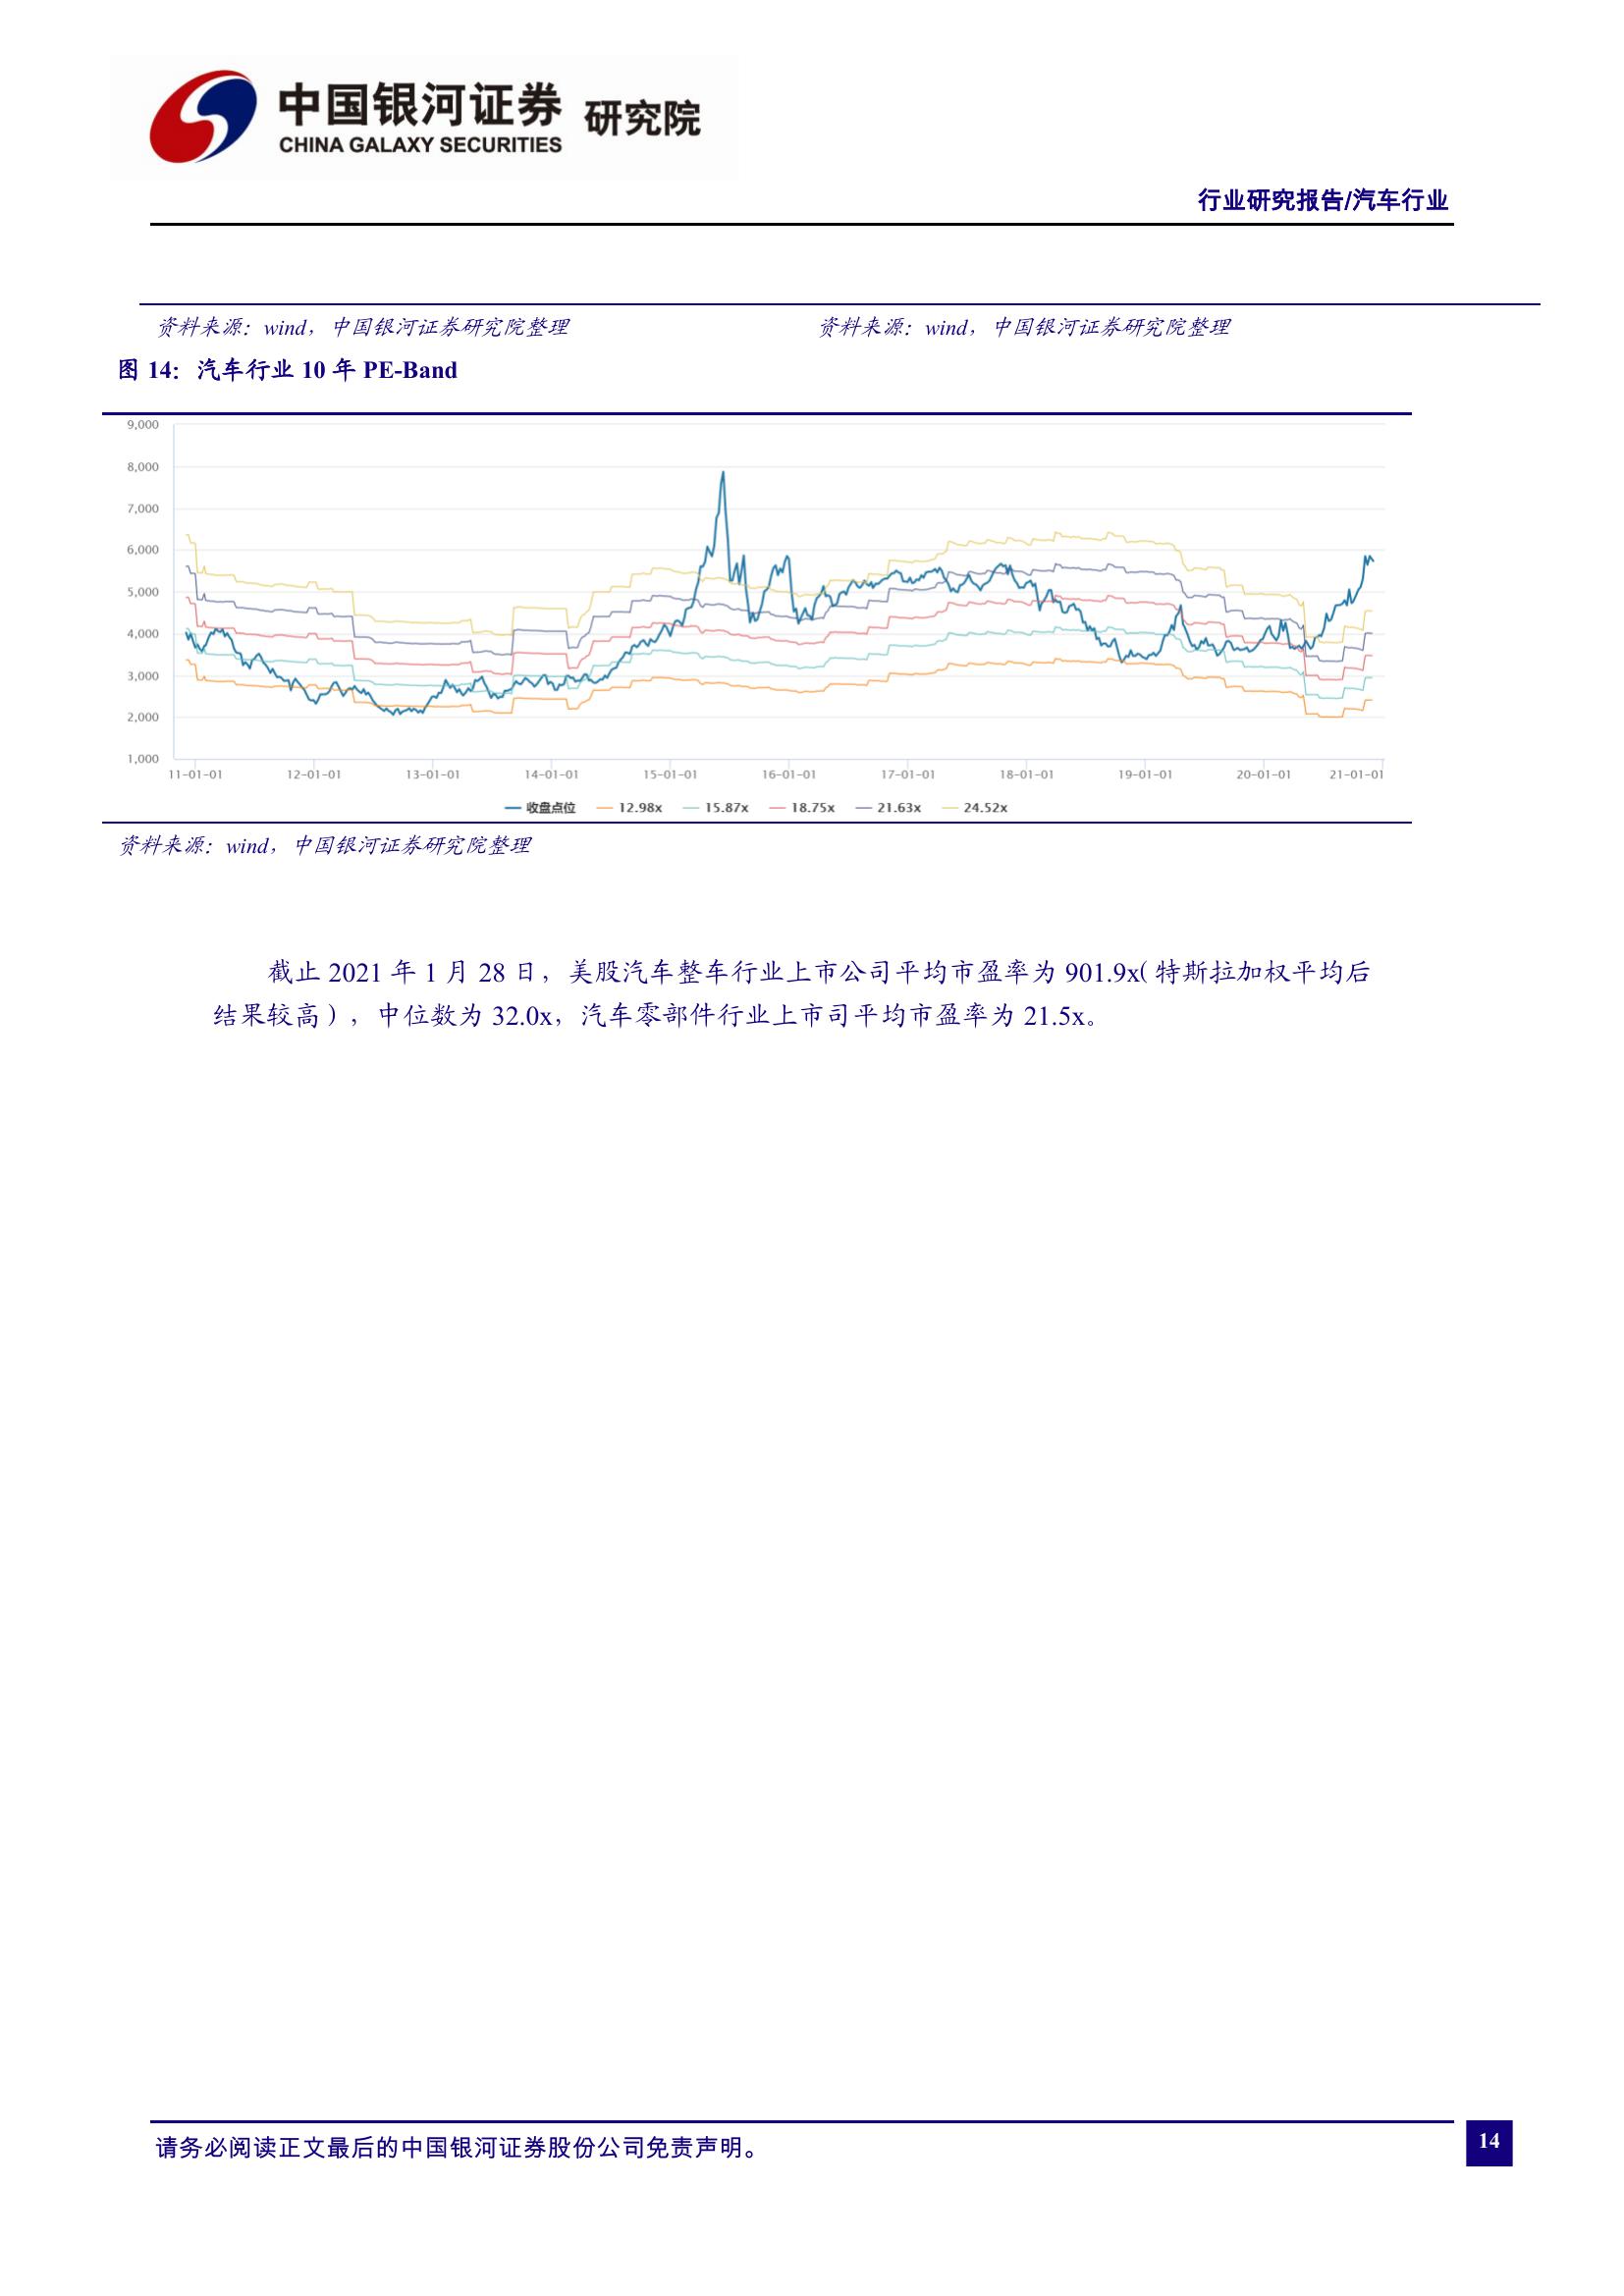 中国银河证券 研究院
CHINA GALAXY SECURITIES
行业研究报告/汽车行业
资料来源：wind，中国银河证券研究院整理 资料来源：wind，中国银河证券研究院整理
图 14：汽车行业 10 年 PE-Band
9,000
8,000
7,000
6,000
5,000
4,000
3,000
2,000
1,000
11-01-01 12-01-01 13-01-01 14-01-01 15-01-01 16-01-01 17-01-01 18-01-01 19-01-01 20-01-01 21-01-01
收盘点位 12.98x 15.87x 18.75x 21.63x 24.52x
资料来源：wind，中国银河证券研究院整理
截止 2021 年 1 月 28 日，美股汽车整车行业上市公司平均市盈率为 901.9x（特斯拉加权平均后
结果较高），中位数为 32.0x，汽车零部件行业上市司平均市盈率为 21.5x。
请务必阅读正文最后的中国银河证券股份公司免责声明。
14